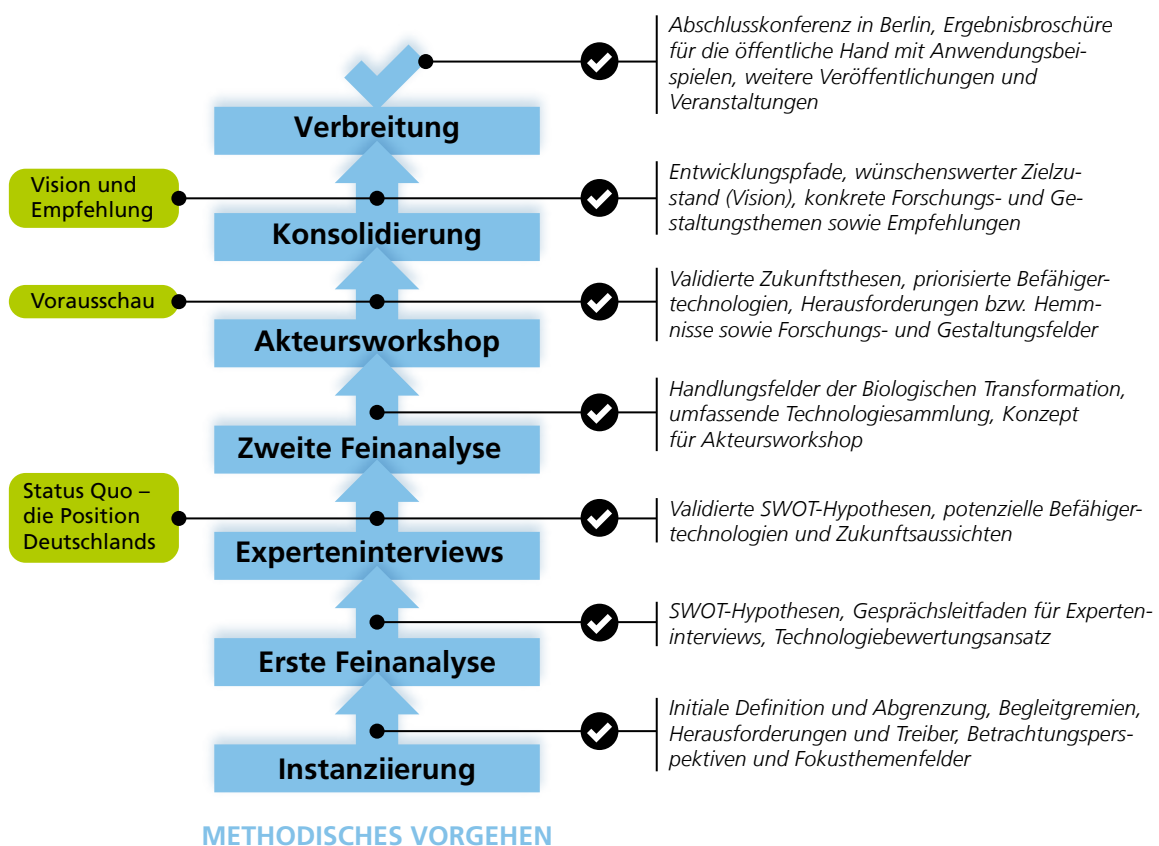 Abschlusskonferenz in Berlin, Ergebnisbroschüre
für die öffentliche Hand mit Anwendungsbei-
spielen, weitere Veröffentlichungen und
Veranstaltungen
Verbreitung
Vision und
Empfehlung
Entwicklungspfade, wünschenswerter Zielzu-
stand (Vision), konkrete Forschungs- und Ge-
staltungsthemen sowie Empfehlungen
Konsolidierung
Vorausschau
Validierte Zukunftsthesen, priorisierte Befähiger-
technologien, Herausforderungen bzw. Hemm-
nisse sowie Forschungs- und Gestaltungsfelder
Akteursworkshop
Handlungsfelder der Biologischen Transformation,
umfassende Technologiesammlung, Konzept
für Akteursworkshop
Zweite Feinanalyse
Status Quo –
die Position
Deutschlands
Validierte SWOT-Hypothesen, potenzielle Befähiger-
technologien und Zukunftsaussichten
Experteninterviews
SWOT-Hypothesen, Gesprächsleitfaden für Experten-
interviews, Technologiebewertungsansatz
Erste Feinanalyse
Initiale Definition und Abgrenzung, Begleitgremien,
Herausforderungen und Treiber, Betrachtungspers-
pektiven und Fokusthemenfelder
Instanziierung
METHODISCHES VORGEHEN